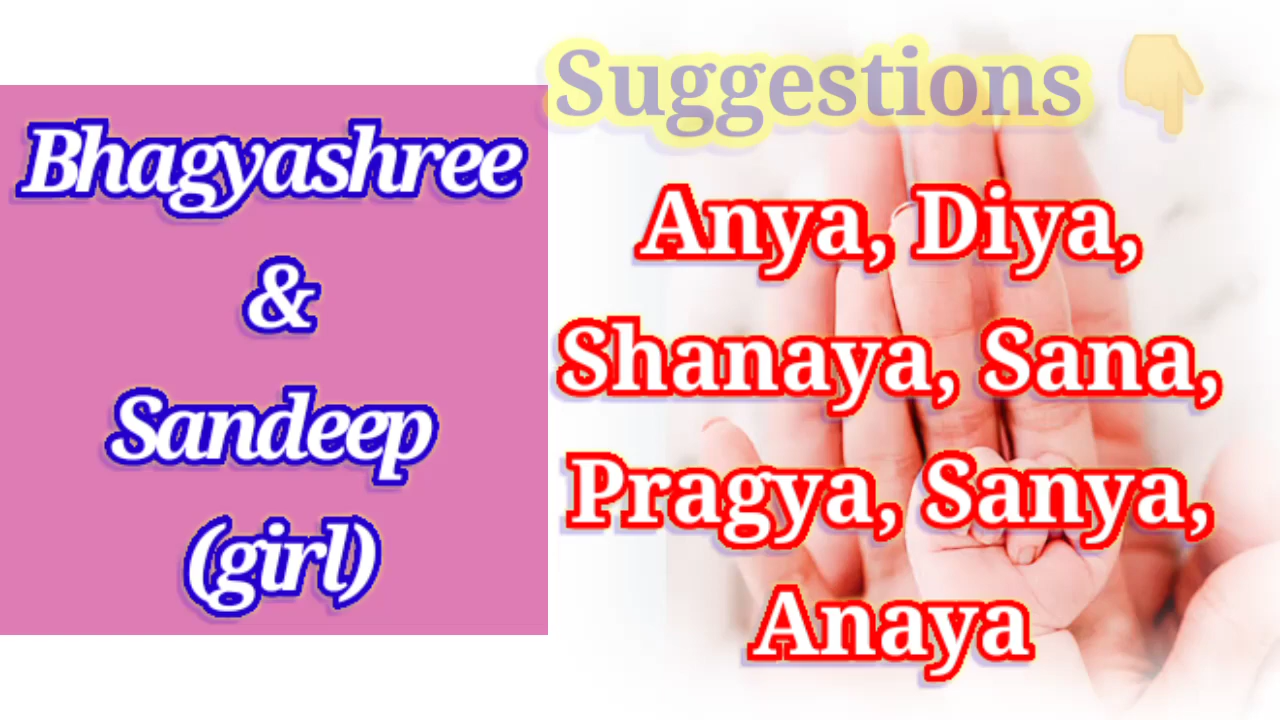 Bhagyashree
&
Sandeep
(girl)
Suggestions 👇
Anya, Diya,
Shanaya, Sana,
Pragya, Sanya,
Anaya